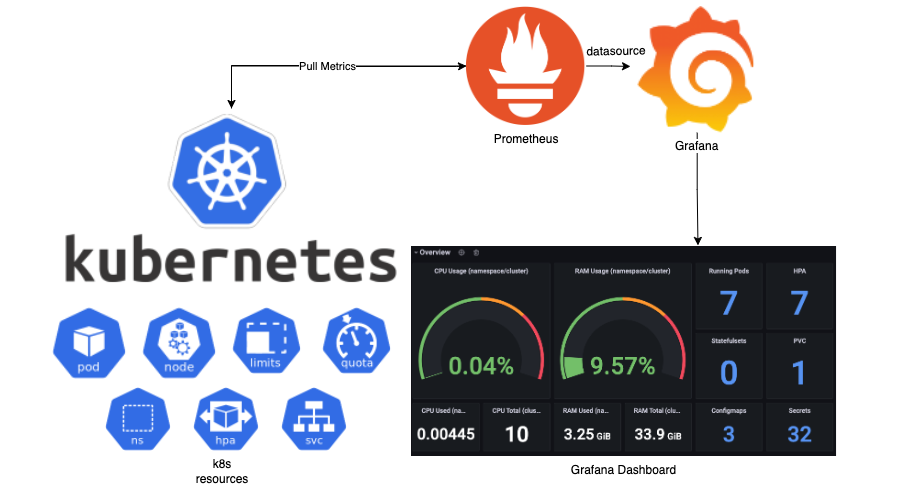 Pull Metrics
datasource
Prometheus
Grafana
kubernetes
pod
node
limits
quota
ns
hpa
svc
k8s
resources
Overview
CPU Usage (namespace/cluster)
RAM Usage (namespace/cluster)
Running Pods
HPA
0.04%
9.57%
7
7
Statefulsets
PVC
0
1
CPU Used (na...
CPU Total (clus...
RAM Used (na...
RAM Total (clu...
Configmaps
Secrets
0.00445
10
3.25 GiB
33.9 GiB
3
32
Grafana Dashboard